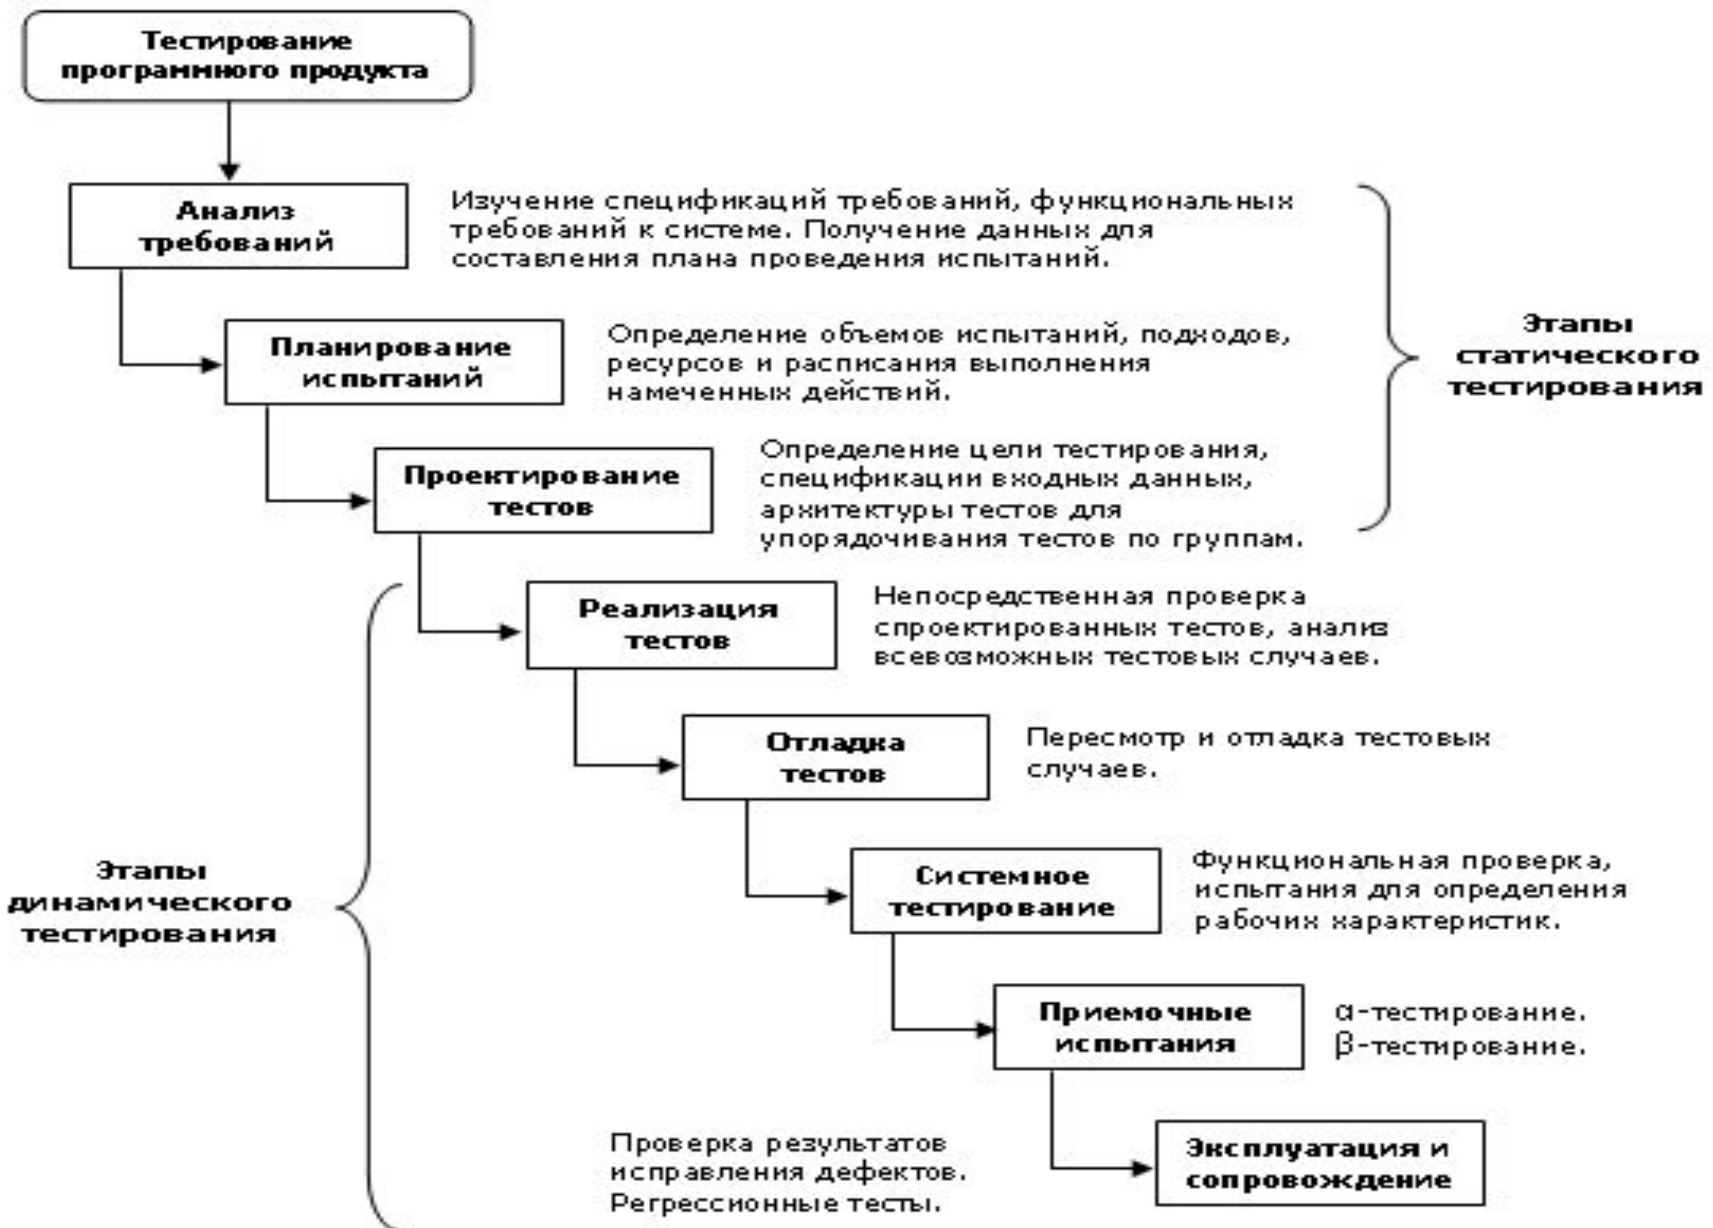 Тестирование
программного продукта
Анализ
требований
Изучение спецификаций требований, функциональных
требований к системе. Получение данных для
составления плана проведения испытаний.
Планирование
испытаний
Определение объемов испытаний, подходов,
ресурсов и расписания выполнения
намеченных действий.
Этапы
статического
тестирования
Проектирование
тестов
Определение цели тестирования,
спецификации входных данных,
архитектуры тестов для
упорядочивания тестов по группам.
Реализация
тестов
Непосредственная проверка
спроектированных тестов, анализ
всевозможных тестовых случаев.
Отладка
тестов
Пересмотр и отладка тестовых
случаев.
Этапы
динамического
тестирования
Системное
тестирование
Функциональная проверка,
испытания для определения
рабочих характеристик.
Приемочные
испытания
α-тестирование.
β-тестирование.
Проверка результатов
исправления дефектов.
Регрессионные тесты.
Эксплуатация и
сопровождение